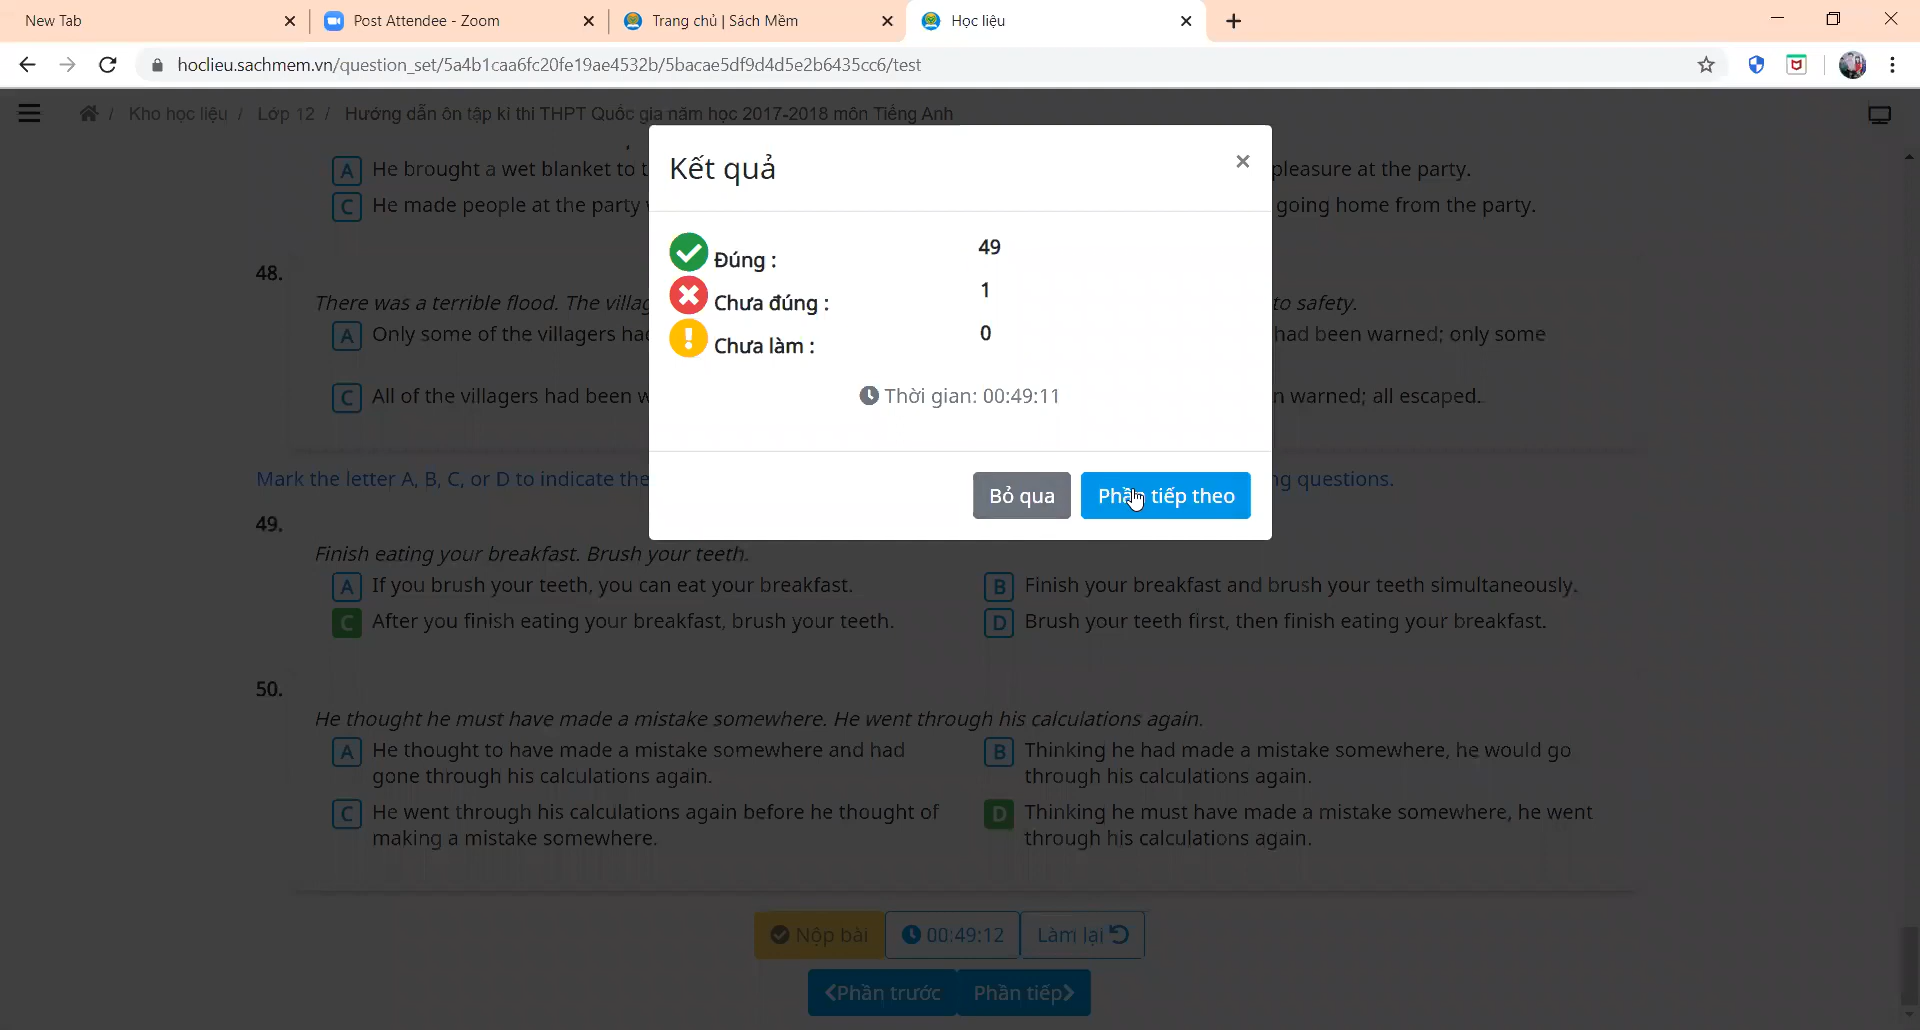 New Tab
Post Attendee - Zoom
Trang chủ | Sách Mềm
Học liệu
hoclieu.sachmem.vn/question_set/5a4b1caa6fc20fe19ae4532b/5bacae5df9d4d5e2b6435cc6/test
/ Kho học liệu / Lớp 12 / Hướng dẫn ôn tập kì thi THPT Quốc gia năm học 2017-2018 môn Tiếng Anh
Kết quả
A He brought a wet blanket to
pleasure at the party.
C He made people at the party
going home from the party.
Đúng : 49
Chưa đúng : 1
Chưa làm : 0
Thời gian: 00:49:11
Bỏ qua
Phần tiếp theo
48.
There was a terrible flood. The
to safety.
A Only some of the villagers
had been warned; only some
C All of the villagers had been
warned; all escaped.
Mark the letter A, B, C, or D to indicate the
questions.
49.
Finish eating your breakfast. Brush your teeth.
A If you brush your teeth, you can eat your breakfast.
B Finish your breakfast and brush your teeth simultaneously.
C After you finish eating your breakfast, brush your teeth.
D Brush your teeth first, then finish eating your breakfast.
50.
He thought he must have made a mistake somewhere. He went through his calculations again.
A He thought to have made a mistake somewhere and had
gone through his calculations again.
B Thinking he had made a mistake somewhere, he would go
through his calculations again.
C He went through his calculations again before he thought of
making a mistake somewhere.
D Thinking he must have made a mistake somewhere, he went
through his calculations again.
Nộp bài
00:49:12
Làm lại
Phần trước
Phần tiếp